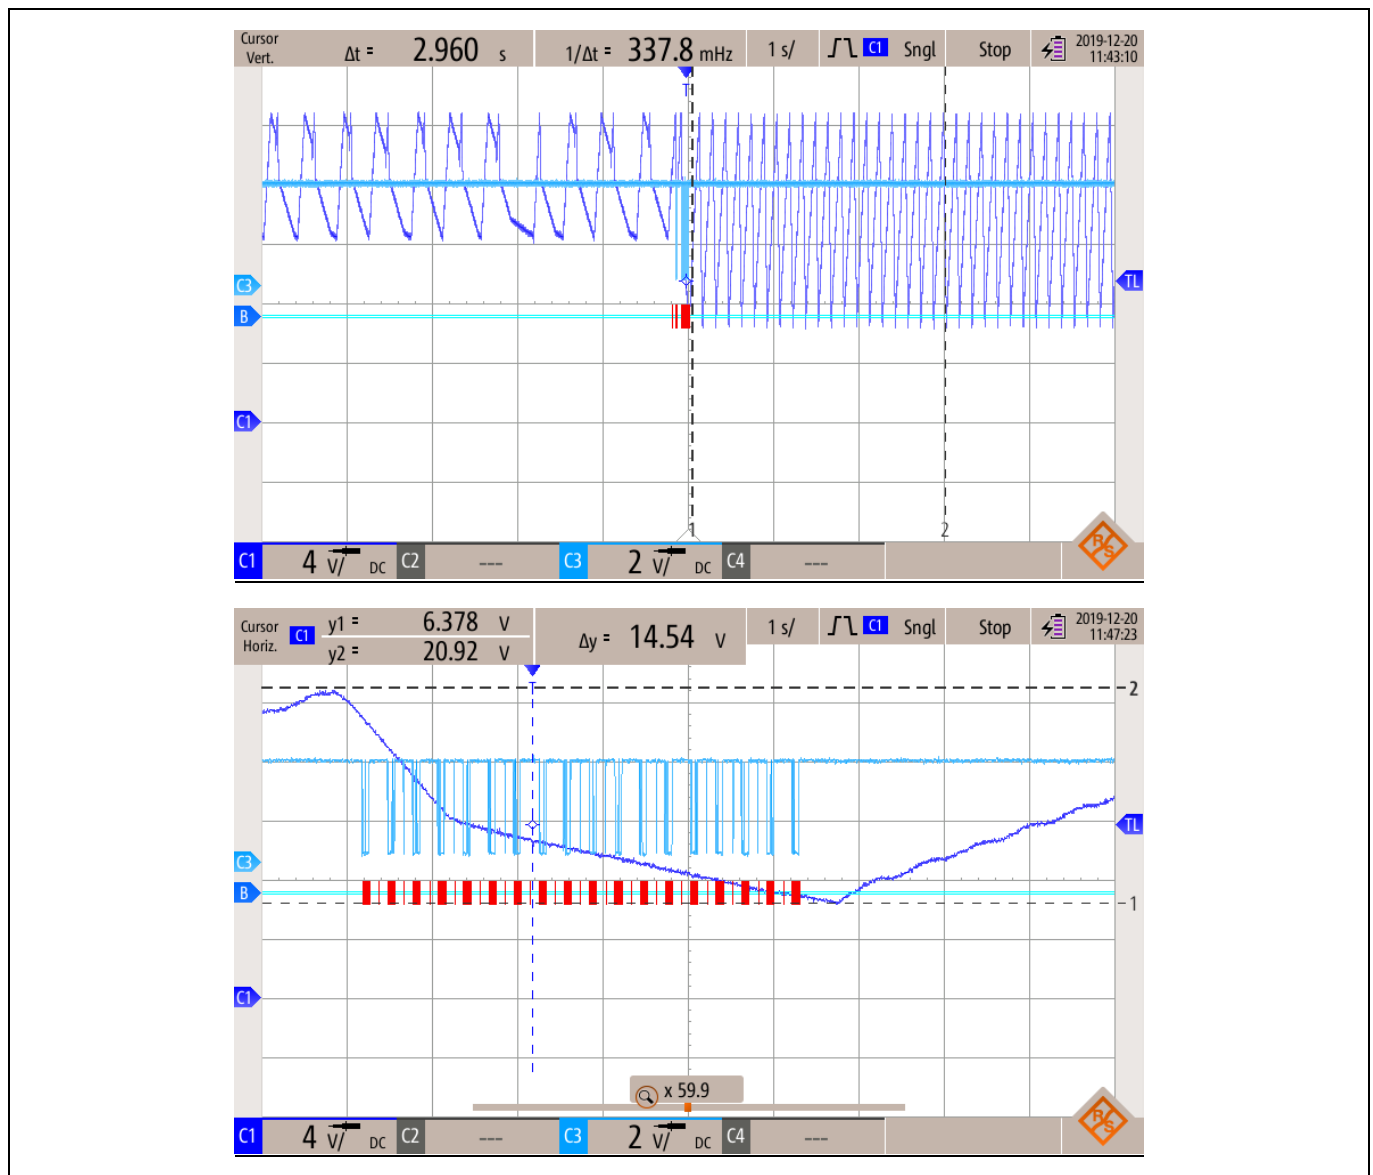 Cursor Vert. Δt = 2.960 s 1/Δt = 337.8 mHz 1 s/ C1 Sngl Stop 2019-12-20 11:43:10
T
C3
TL
B
C1
1 2
C1 4 V/ DC C2 --- C3 2 V/ DC C4 ---
R S
Cursor Horiz. C1 y1 = 6.378 V y2 = 20.92 V Δy = 14.54 V 1 s/ C1 Sngl Stop 2019-12-20 11:47:23
T
2
TL
C3
B
1
C1
x 59.9
C1 4 V/ DC C2 --- C3 2 V/ DC C4 ---
R S